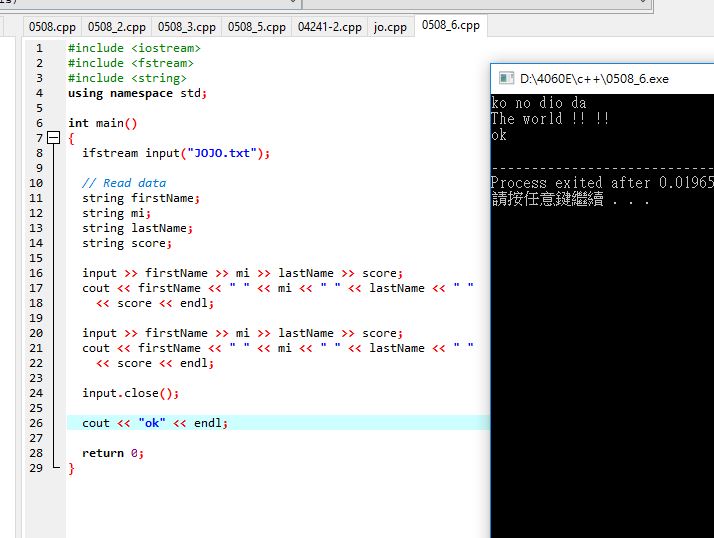 0508.cpp 0508_2.cpp 0508_3.cpp 0508_5.cpp 04241-2.cpp jo.cpp 0508_6.cpp
1 #include <iostream>
2 #include <fstream>
3 #include <string>
4 using namespace std;
5
6 int main()
7 {
8 ifstream input("JOJO.txt");
9
10 // Read data
11 string firstName;
12 string mi;
13 string lastName;
14 string score;
15
16 input >> firstName >> mi >> lastName >> score;
17 cout << firstName << " " << mi << " " << lastName << " "
18 << score << endl;
19
20 input >> firstName >> mi >> lastName >> score;
21 cout << firstName << " " << mi << " " << lastName << " "
22 << score << endl;
23
24 input.close();
25
26 cout << "ok" << endl;
27
28 return 0;
29 }
D:\4060E\c++\0508_6.exe
ko no dio da
The world !! !!
ok
--------------------------------
Process exited after 0.01965
請按任意鍵繼續 . . .